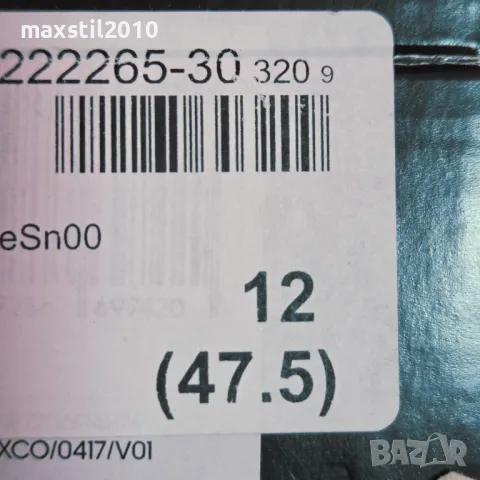 maxstil2010
222265-30 320 9
eSn00
12
(47.5)
XCO/0417/V01
BAZAR